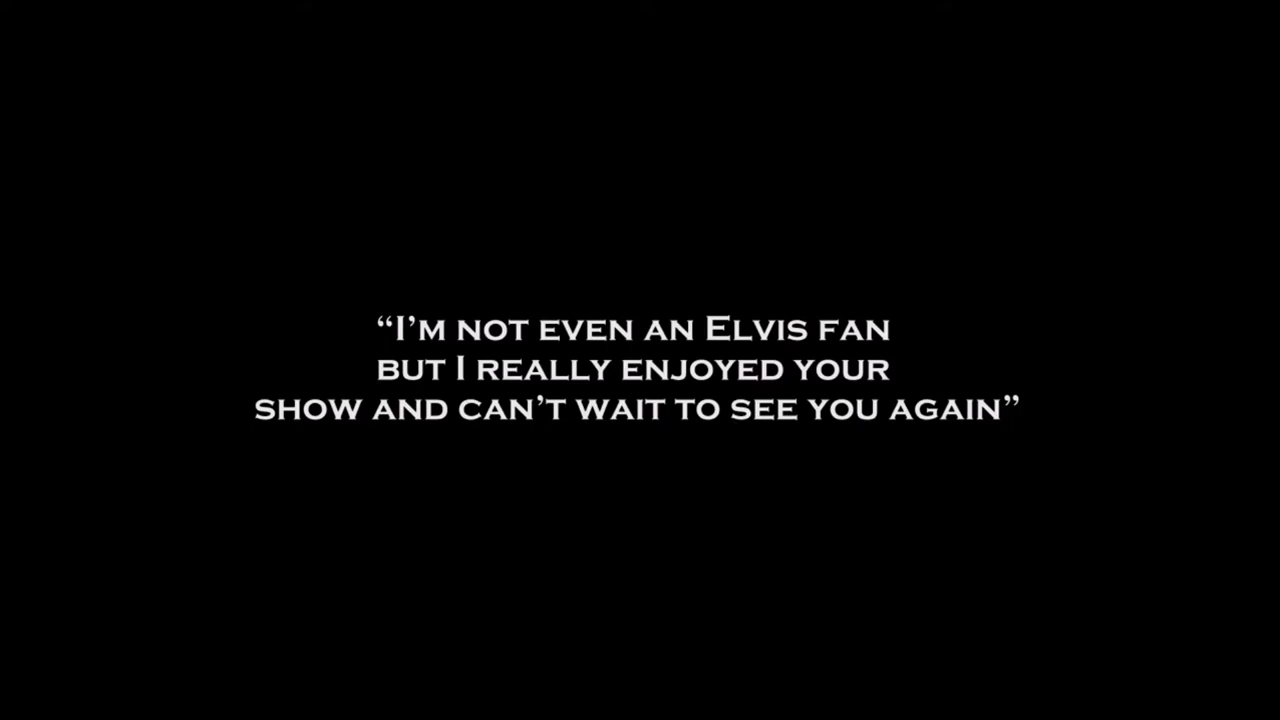 “I’m not even an Elvis fan
but I really enjoyed your
show and can’t wait to see you again”